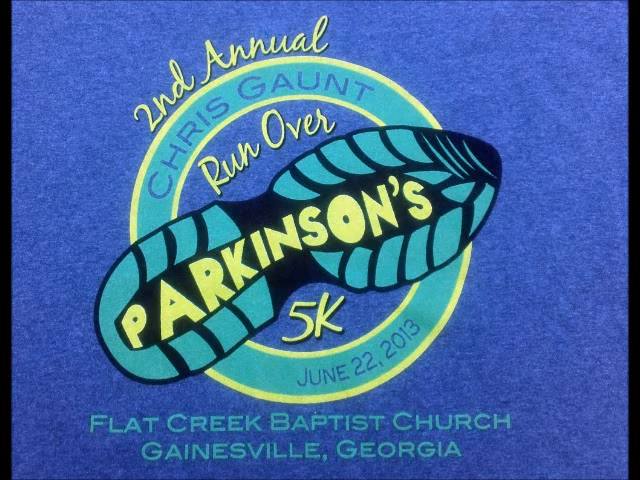 2nd Annual
CHRIS GAUNT
Run Over
PARKINSON'S
5K
JUNE 22, 2013
FLAT CREEK BAPTIST CHURCH
GAINESVILLE, GEORGIA